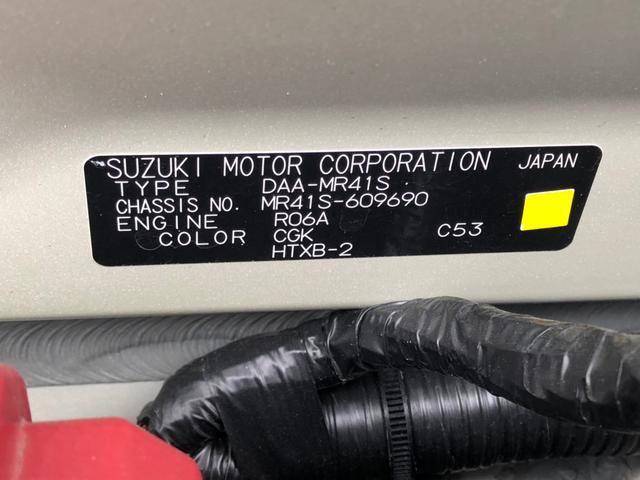 SUZUKI MOTOR CORPORATION JAPAN
TYPE DAA-MR41S
CHASSIS NO. MR41S-609690
ENGINE R06A
COLOR CGK C53
HTXB-2